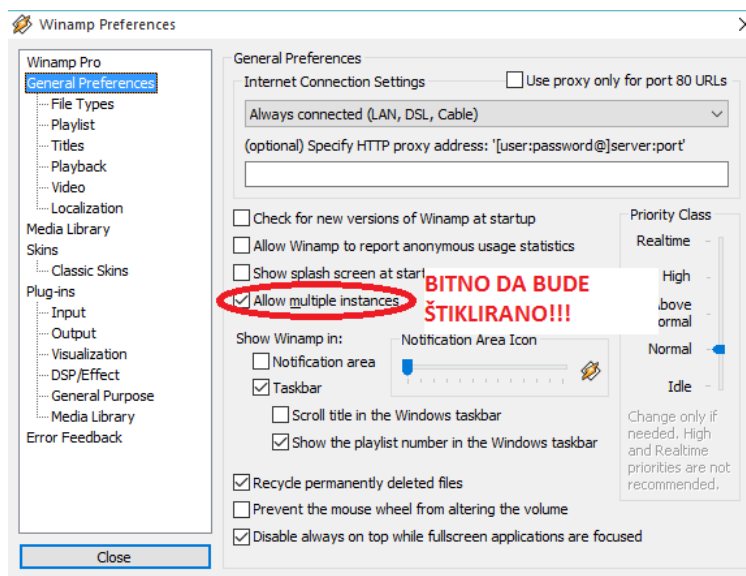 Winamp Preferences
Winamp Pro
General Preferences
File Types
Playlist
Titles
Playback
Video
Localization
Media Library
Skins
Classic Skins
Plug-ins
Input
Output
Visualization
DSP/Effect
General Purpose
Media Library
Error Feedback
Close
General Preferences
Internet Connection Settings
Use proxy only for port 80 URLs
Always connected (LAN, DSL, Cable)
(optional) Specify HTTP proxy address: '[user:password@]server:port'
Check for new versions of Winamp at startup
Allow Winamp to report anonymous usage statistics
Show splash screen at start
Allow multiple instances
BITNO DA BUDE
ŠTIKLIRANO!!!
Show Winamp in:
Notification area
Taskbar
Scroll title in the Windows taskbar
Show the playlist number in the Windows taskbar
Notification Area Icon
Recycle permanently deleted files
Prevent the mouse wheel from altering the volume
Disable always on top while fullscreen applications are focused
Priority Class
Realtime
High
bove
ormal
Normal
Idle
Change only if
needed. High
and Realtime
priorities are not
recommended.